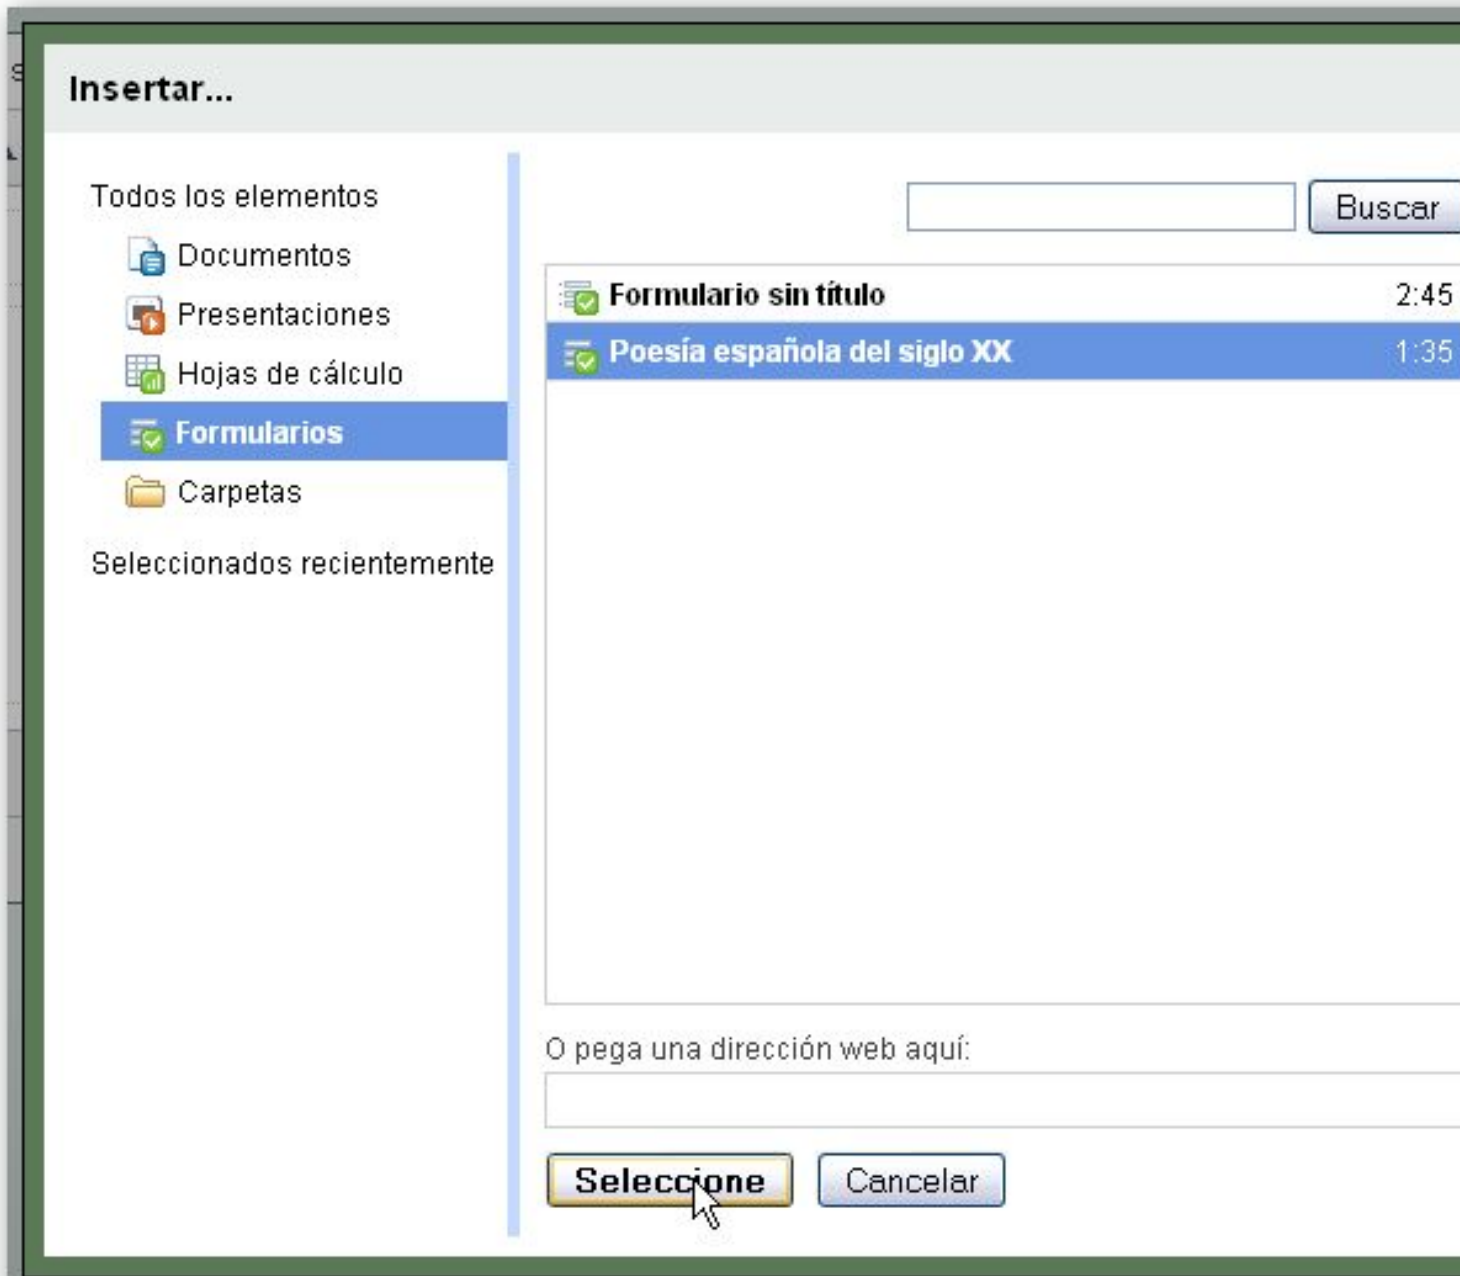 Insertar...
Todos los elementos
Documentos
Presentaciones
Hojas de cálculo
Formularios
Carpetas
Seleccionados recientemente
Buscar
Formulario sin título 2:45
Poesía española del siglo XX 1:35
O pega una dirección web aquí:
Seleccione Cancelar